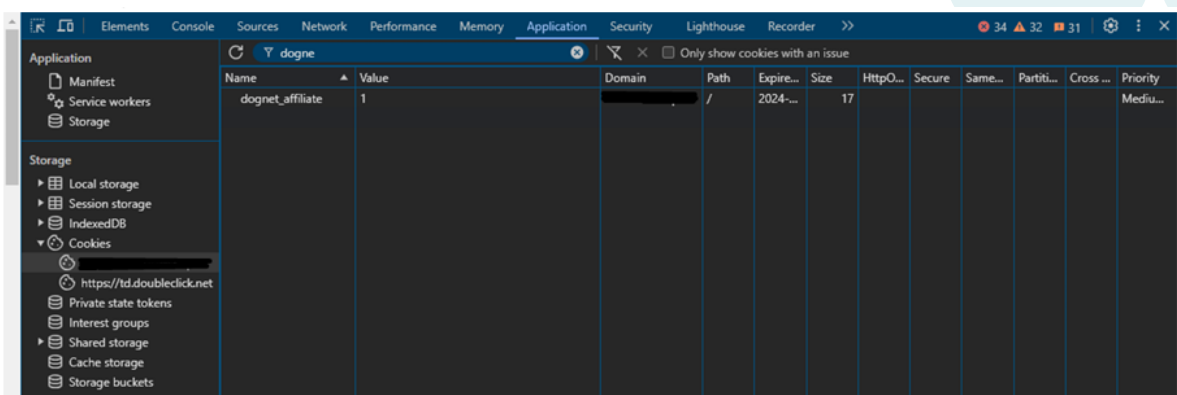 Elements Console Sources Network Performance Memory Application Security Lighthouse Recorder >> 34 32 31
Application
Manifest
Service workers
Storage
Storage
Local storage
Session storage
IndexedDB
Cookies
https://td.doubleclick.net
Private state tokens
Interest groups
Shared storage
Cache storage
Storage buckets
dogne Only show cookies with an issue
Name Value Domain Path Expire... Size HttpO... Secure Same... Partiti... Cross ... Priority
dognet_affiliate 1 / 2024-... 17 Mediu...